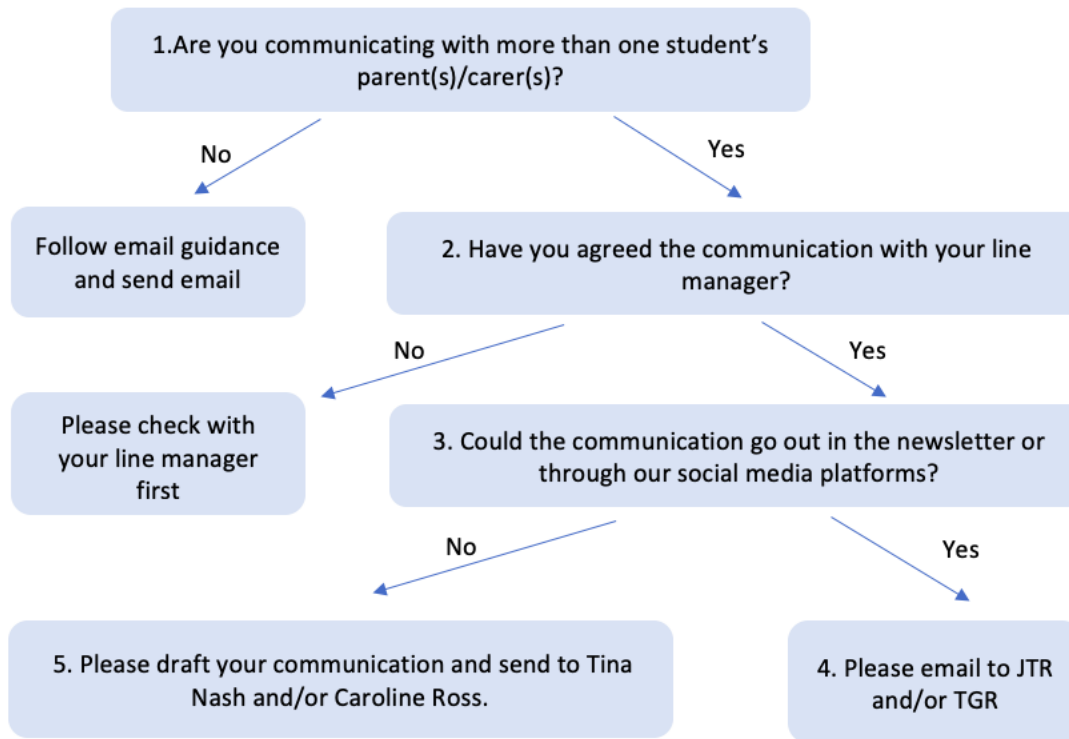 1.Are you communicating with more than one student’s
parent(s)/carer(s)?
No
Yes
Follow email guidance
and send email
2. Have you agreed the communication with your line
manager?
No
Yes
Please check with
your line manager
first
3. Could the communication go out in the newsletter or
through our social media platforms?
No
Yes
5. Please draft your communication and send to Tina
Nash and/or Caroline Ross.
4. Please email to JTR
and/or TGR